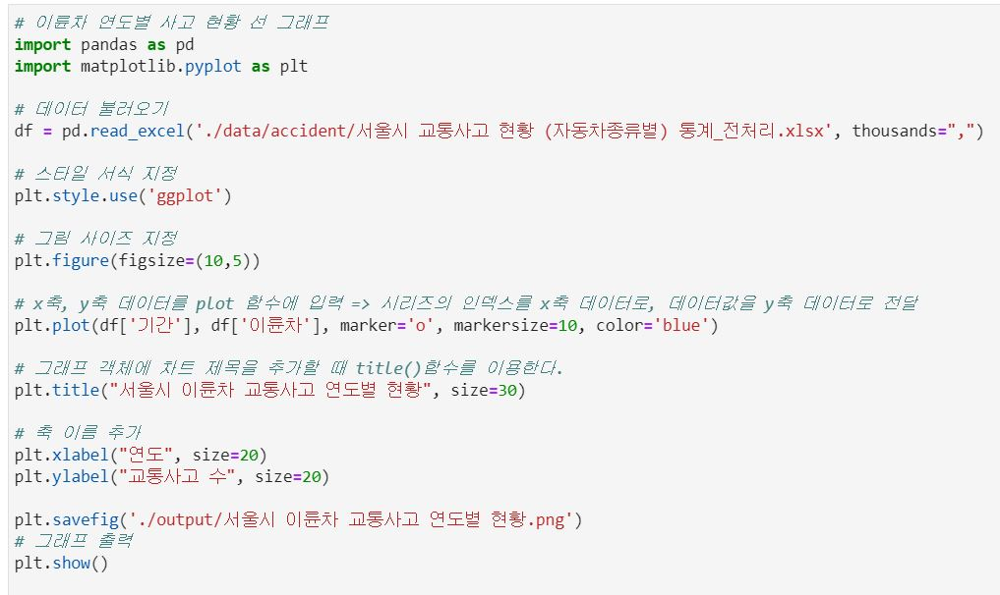 # 이륜차 연도별 사고 현황 선 그래프
import pandas as pd
import matplotlib.pyplot as plt
# 데이터 불러오기
df = pd.read_excel('./data/accident/서울시 교통사고 현황 (자동차종류별) 통계_전처리.xlsx', thousands=",")
# 스타일 서식 지정
plt.style.use('ggplot')
# 그림 사이즈 지정
plt.figure(figsize=(10,5))
# x축, y축 데이터를 plot 함수에 입력 => 시리즈의 인덱스를 x축 데이터로, 데이터값을 y축 데이터로 전달
plt.plot(df['기간'], df['이륜차'], marker='o', markersize=10, color='blue')
# 그래프 객체에 차트 제목을 추가할 때 title()함수를 이용한다.
plt.title("서울시 이륜차 교통사고 연도별 현황", size=30)
# 축 이름 추가
plt.xlabel("연도", size=20)
plt.ylabel("교통사고 수", size=20)
plt.savefig('./output/서울시 이륜차 교통사고 연도별 현황.png')
# 그래프 출력
plt.show()